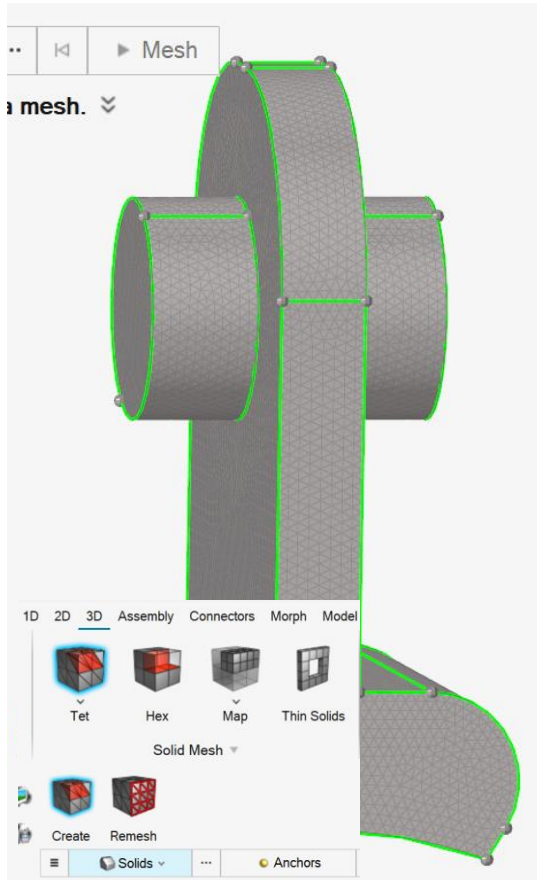 Mesh
a mesh.
1D 2D 3D Assembly Connectors Morph Model
Tet Hex Map Thin Solids
Solid Mesh
Create Remesh
Solids ... Anchors